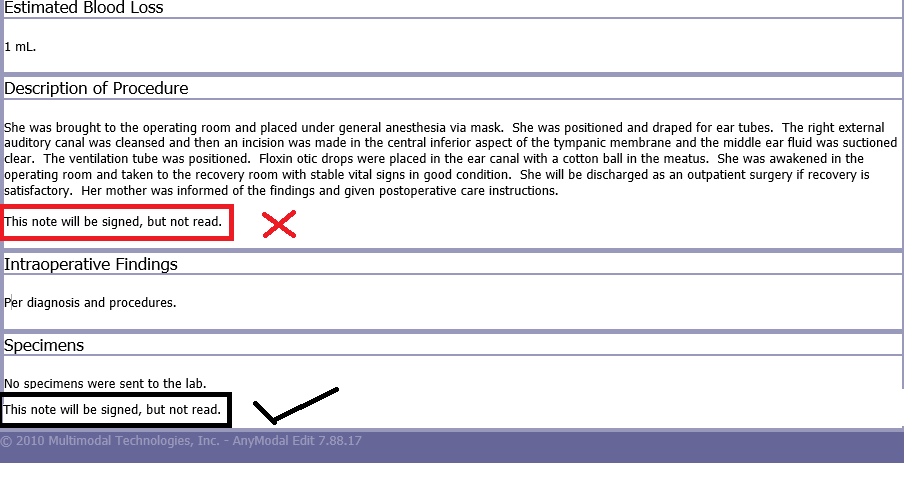 Estimated Blood Loss
1 mL.
Description of Procedure
She was brought to the operating room and placed under general anesthesia via mask.  She was positioned and draped for ear tubes.  The right external
auditory canal was cleansed and then an incision was made in the central inferior aspect of the tympanic membrane and the middle ear fluid was suctioned
clear.  The ventilation tube was positioned.  Floxin otic drops were placed in the ear canal with a cotton ball in the meatus.  She was awakened in the
operating room and taken to the recovery room with stable vital signs in good condition.  She will be discharged as an outpatient surgery if recovery is
satisfactory.  Her mother was informed of the findings and given postoperative care instructions.
This note will be signed, but not read.
Intraoperative Findings
Per diagnosis and procedures.
Specimens
No specimens were sent to the lab.
This note will be signed, but not read.
© 2010 Multimodal Technologies, Inc. - AnyModal Edit 7.88.17